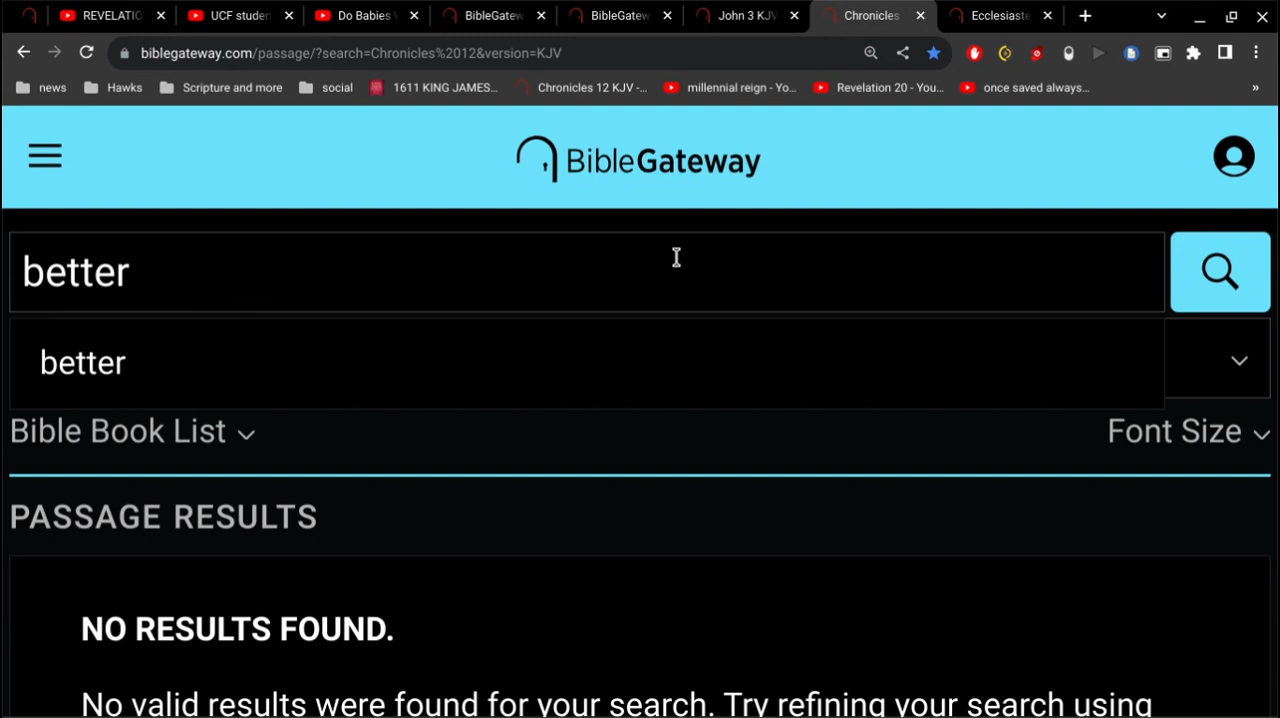 REVELATIO
UCF studen
Do Babies
BibleGatew
BibleGatew
John 3 KJV
Chronicles
Ecclesiaste
biblegateway.com/passage/?search=Chronicles%2012&version=KJV
news
Hawks
Scripture and more
social
1611 KING JAMES...
Chronicles 12 KJV -...
millennial reign - Yo...
Revelation 20 - You...
once saved always...
»
BibleGateway
better
better
Bible Book List
Font Size
PASSAGE RESULTS
NO RESULTS FOUND.
No valid results were found for your search. Try refining your search using